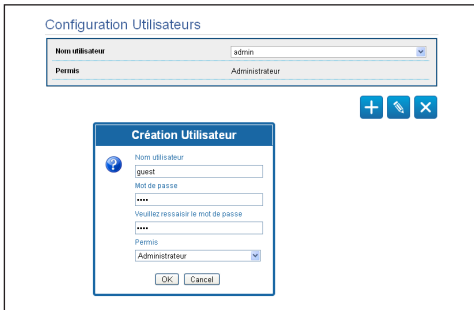 Configuration Utilisateurs
Nom utilisateur admin
Permis Administrateur
Création Utilisateur
Nom utilisateur
guest
Mot de passe
••••
Veuillez ressaisir le mot de passe
••••
Permis
Administrateur
OK Cancel